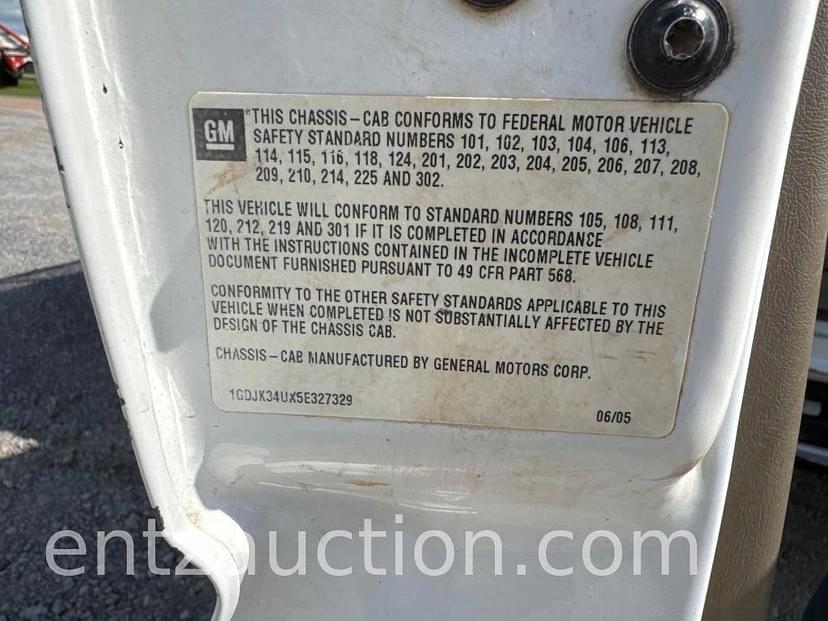 GM
*THIS CHASSIS-CAB CONFORMS TO FEDERAL MOTOR VEHICLE
SAFETY STANDARD NUMBERS 101, 102, 103, 104, 106, 113,
114, 115, 116, 118, 124, 201, 202, 203, 204, 205, 206, 207, 208,
209, 210, 214, 225 AND 302.
THIS VEHICLE WILL CONFORM TO STANDARD NUMBERS 105, 108, 111,
120, 212, 219 AND 301 IF IT IS COMPLETED IN ACCORDANCE
WITH THE INSTRUCTIONS CONTAINED IN THE INCOMPLETE VEHICLE
DOCUMENT FURNISHED PURSUANT TO 49 CFR PART 568.
CONFORMITY TO THE OTHER SAFETY STANDARDS APPLICABLE TO THIS
VEHICLE WHEN COMPLETED IS NOT SUBSTANTIALLY AFFECTED BY THE
DESIGN OF THE CHASSIS CAB.
CHASSIS-CAB MANUFACTURED BY GENERAL MOTORS CORP.
1GDJK34UX5E327329
06/05
entzauction.com